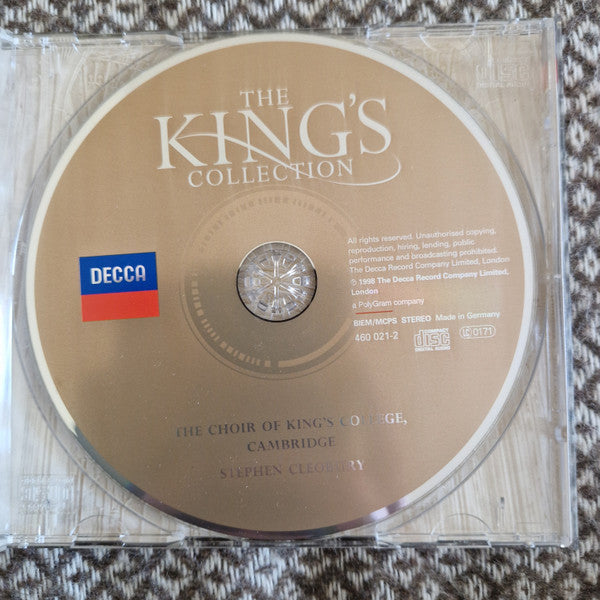 THE
KING'S
COLLECTION
DECCA
All rights reserved. Unauthorised copying,
reproduction, hiring, lending, public
performance and broadcasting prohibited.
The Decca Record Company Limited, London
℗ 1998 The Decca Record Company Limited,
London
a PolyGram company
BIEM/MCPS STEREO Made in Germany
460 021-2
COMPACT
disc
DIGITAL AUDIO
LC 0171
THE CHOIR OF KING'S COLLEGE,
CAMBRIDGE
STEPHEN CLEOBURY
disc